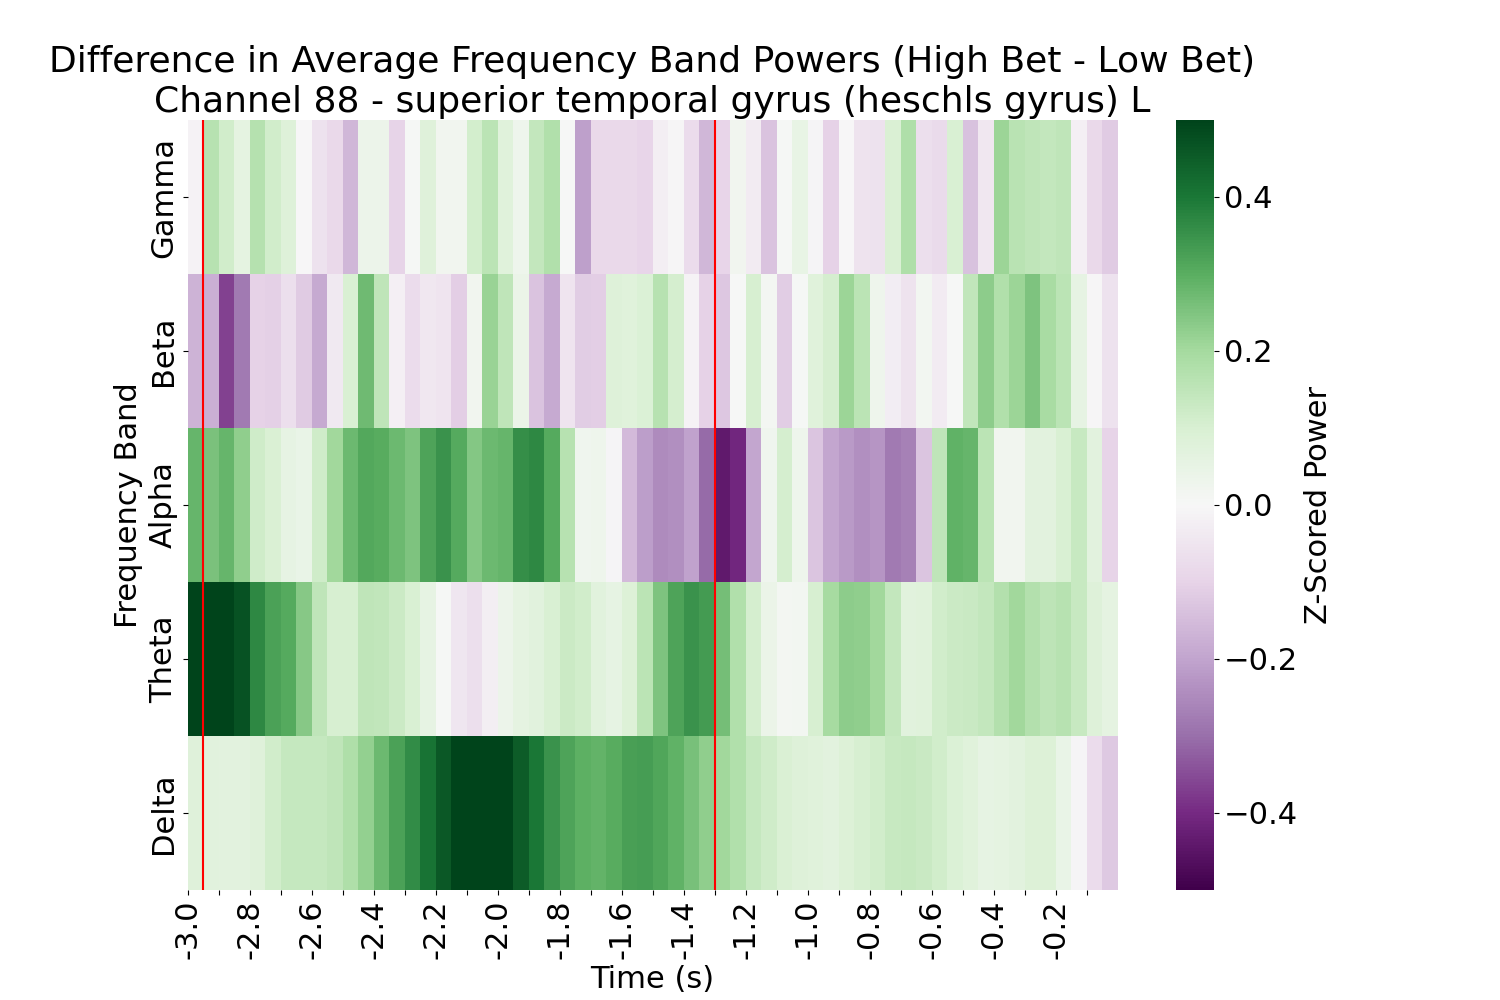 Difference in Average Frequency Band Powers (High Bet - Low Bet)
Channel 88 - superior temporal gyrus (heschls gyrus) L
Frequency Band
Gamma
Beta
Alpha
Theta
Delta
-3.0
-2.8
-2.6
-2.4
-2.2
-2.0
-1.8
-1.6
-1.4
-1.2
-1.0
-0.8
-0.6
-0.4
-0.2
Time (s)
0.4
0.2
0.0
−0.2
−0.4
Z-Scored Power